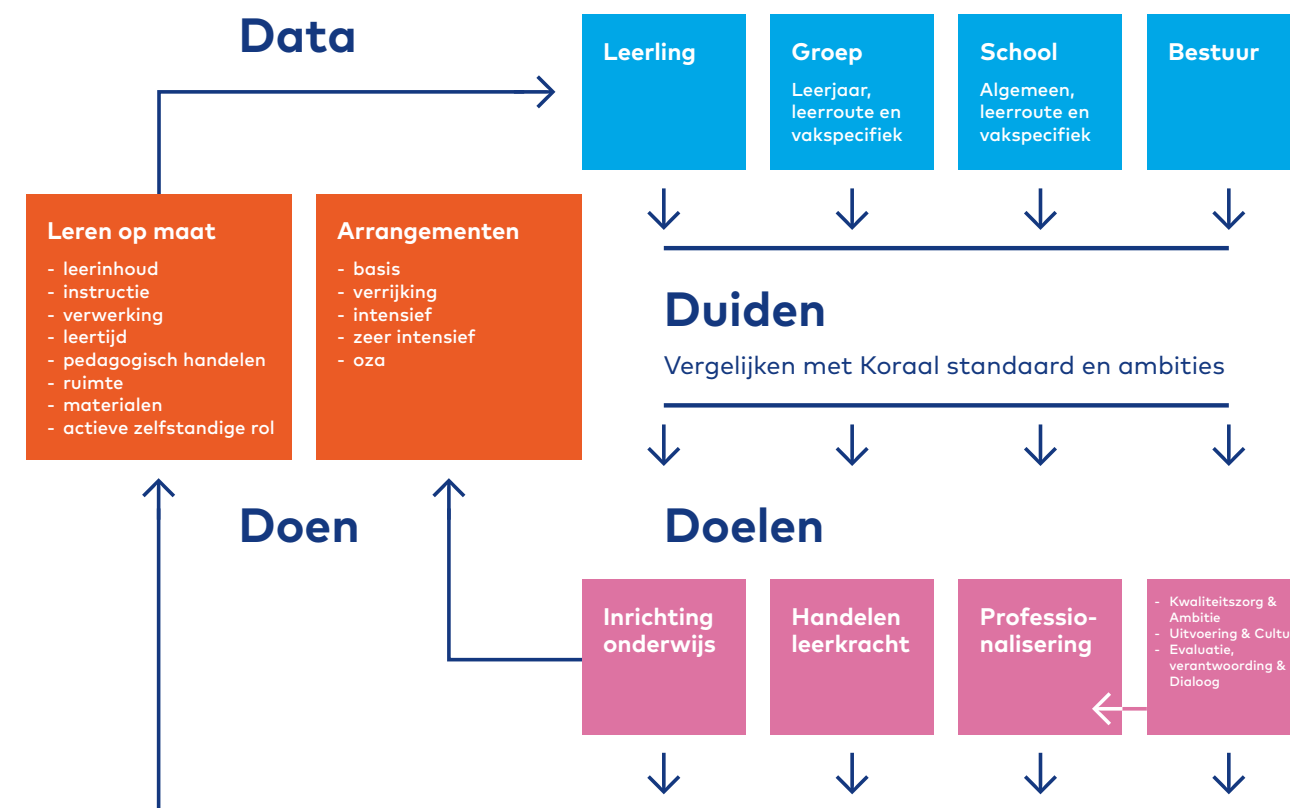 Data
Leerling
Groep
Leerjaar,
leerroute en
vakspecifiek
School
Algemeen,
leerroute en
vakspecifiek
Bestuur
Leren op maat
- leerinhoud
- instructie
- verwerking
- leertijd
- pedagogisch handelen
- ruimte
- materialen
- actieve zelfstandige rol
Arrangementen
- basis
- verrijking
- intensief
- zeer intensief
- oza
Duiden
Vergelijken met Koraal standaard en ambities
Doen
Doelen
Inrichting
onderwijs
Handelen
leerkracht
Professio-
nalisering
- Kwaliteitszorg &
Ambitie
- Uitvoering &
- Evaluatie,
verantwoording &
Dialoog